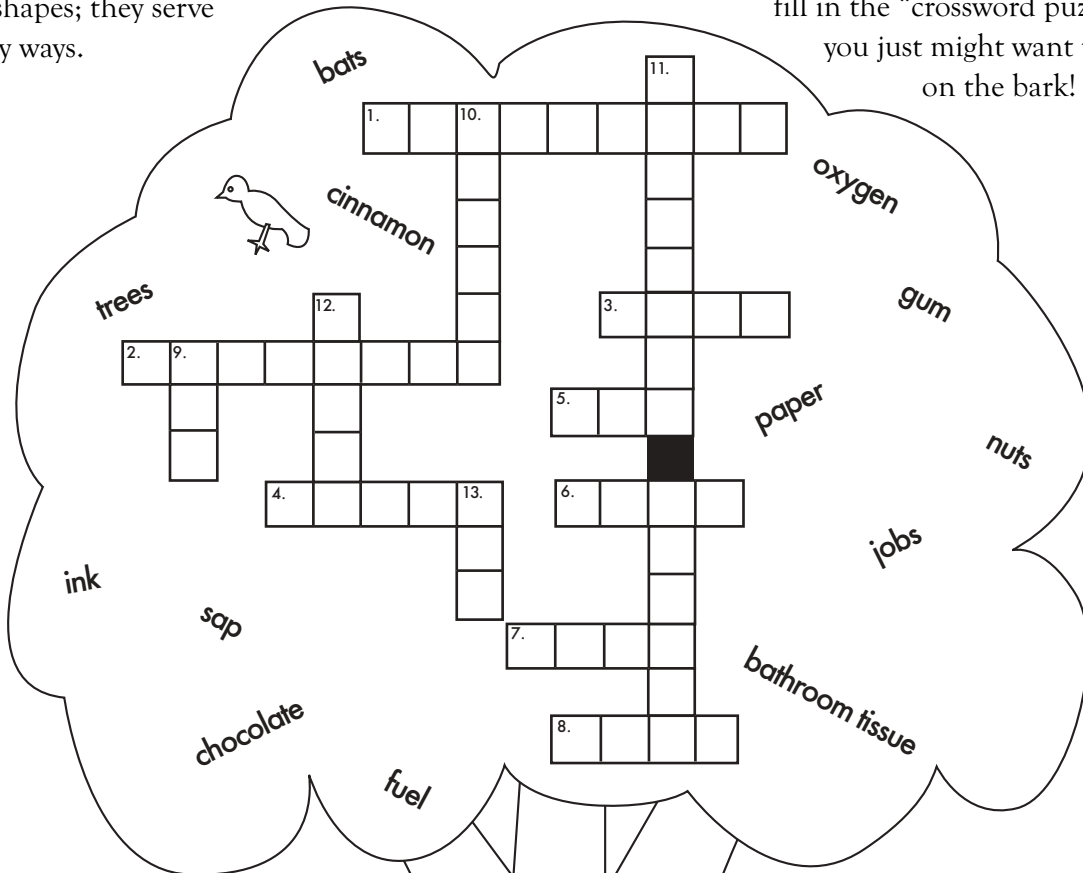 shapes; they serve
y ways.
fill in the "crossword puz
you just might want
on the bark!
bats
11.
1.
10.
oxygen
cinnamon
trees
gum
12.
3.
2.
9.
5.
paper
nuts
4.
13.
6.
jobs
ink
sap
7.
bathroom tissue
chocolate
8.
fuel